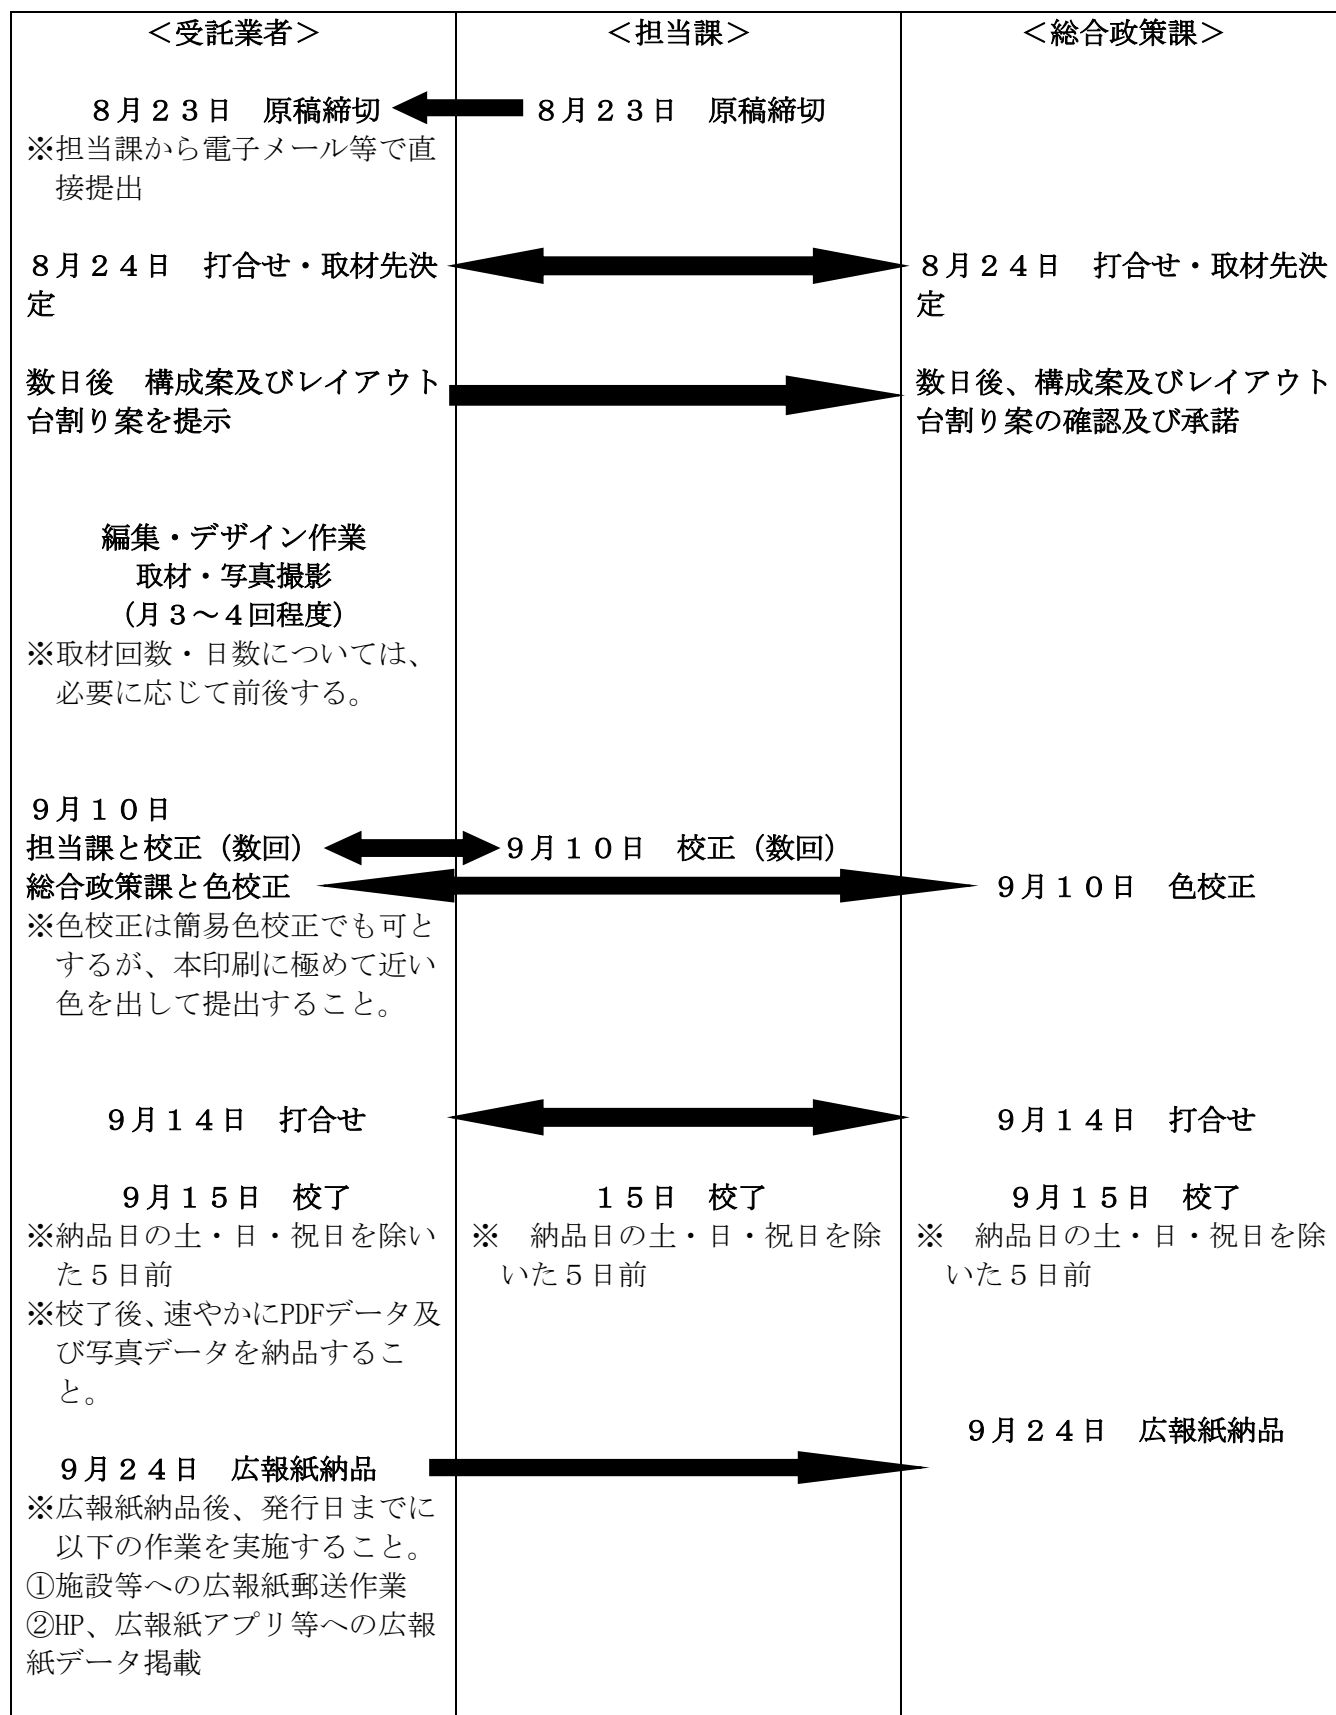 ＜受託業者＞
８月２３日　原稿締切
※担当課から電子メール等で直
接提出
８月２４日　打合せ・取材先決
定
数日後　構成案及びレイアウト
台割り案を提示
編集・デザイン作業
取材・写真撮影
（月３～４回程度）
※取材回数・日数については、
必要に応じて前後する。
９月１０日
担当課と校正（数回）
総合政策課と色校正
※色校正は簡易色校正でも可と
するが、本印刷に極めて近い
色を出して提出すること。
９月１４日　打合せ
９月１５日　校了
※納品日の土・日・祝日を除い
た５日前
※校了後、速やかにPDFデータ及
び写真データを納品するこ
と。
９月２４日　広報紙納品
※広報紙納品後、発行日までに
以下の作業を実施すること。
①施設等への広報紙郵送作業
②HP、広報紙アプリ等への広報
紙データ掲載
＜担当課＞
８月２３日　原稿締切
９月１０日　校正（数回）
１５日　校了
※　納品日の土・日・祝日を除
いた５日前
＜総合政策課＞
８月２４日　打合せ・取材先決
定
数日後、構成案及びレイアウト
台割り案の確認及び承諾
９月１０日　色校正
９月１４日　打合せ
９月１５日　校了
※　納品日の土・日・祝日を除
いた５日前
９月２４日　広報紙納品